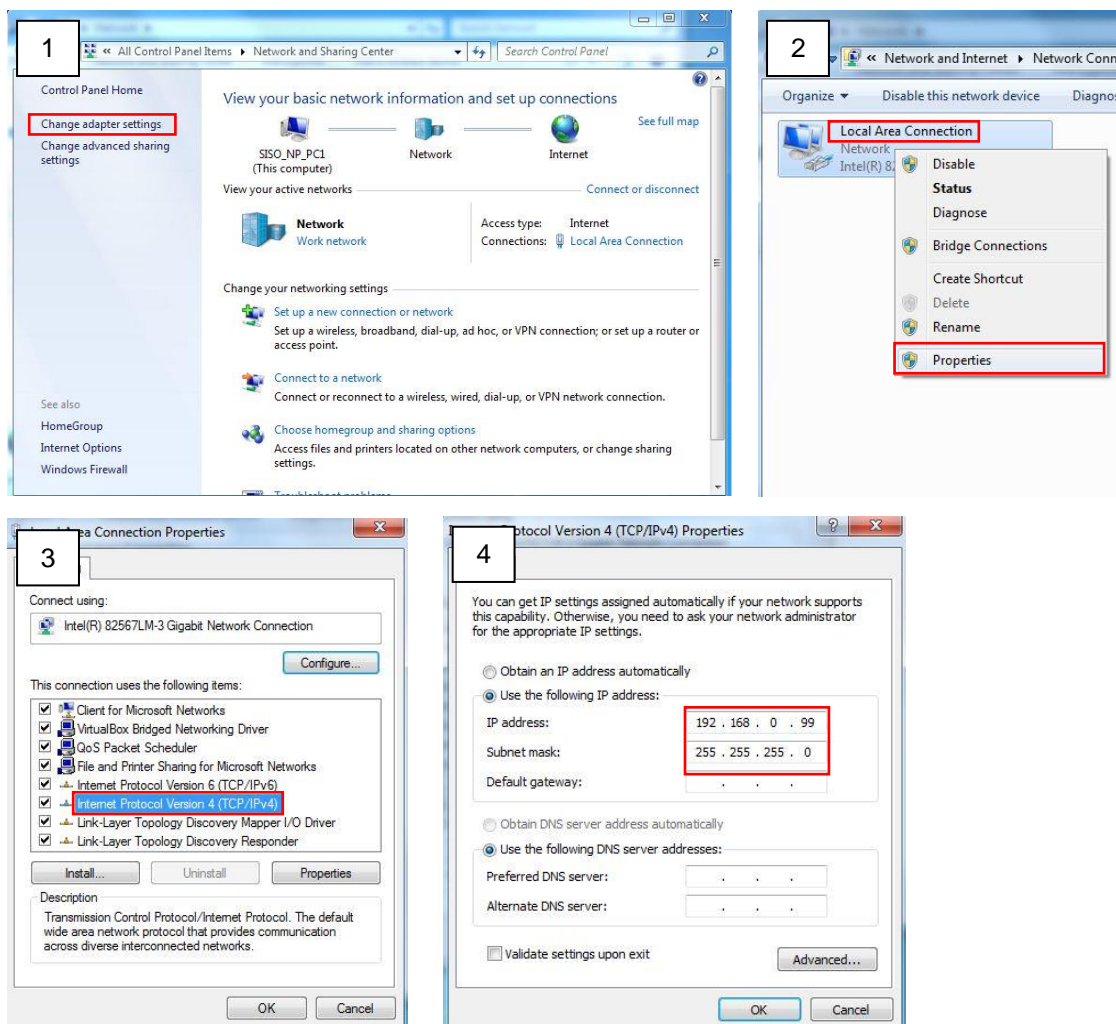 1
« All Control Panel Items ▸ Network and Sharing Center
Search Control Panel
Control Panel Home
Change adapter settings
Change advanced sharing
settings
See also
HomeGroup
Internet Options
Windows Firewall
View your basic network information and set up connections
See full map
SISO_NP_PC1
(This computer)
Network
Internet
View your active networks
Connect or disconnect
Network
Work network
Access type: Internet
Connections: Local Area Connection
Change your networking settings
Set up a new connection or network
Set up a wireless, broadband, dial-up, ad hoc, or VPN connection; or set up a router or
access point.
Connect to a network
Connect or reconnect to a wireless, wired, dial-up, or VPN network connection.
Choose homegroup and sharing options
Access files and printers located on other network computers, or change sharing
settings.
2
« Network and Internet ▸ Network Conn
Organize Disable this network device Diagnos
Local Area Connection
Network
Intel(R) 82
Disable
Status
Diagnose
Bridge Connections
Create Shortcut
Delete
Rename
Properties
3
ea Connection Properties
Connect using:
Intel(R) 82567LM-3 Gigabit Network Connection
Configure...
This connection uses the following items:
Client for Microsoft Networks
VirtualBox Bridged Networking Driver
QoS Packet Scheduler
File and Printer Sharing for Microsoft Networks
Internet Protocol Version 6 (TCP/IPv6)
Internet Protocol Version 4 (TCP/IPv4)
Link-Layer Topology Discovery Mapper I/O Driver
Link-Layer Topology Discovery Responder
Install... Uninstall Properties
Description
Transmission Control Protocol/Internet Protocol. The default
wide area network protocol that provides communication
across diverse interconnected networks.
OK Cancel
4
otocol Version 4 (TCP/IPv4) Properties
You can get IP settings assigned automatically if your network supports
this capability. Otherwise, you need to ask your network administrator
for the appropriate IP settings.
Obtain an IP address automatically
Use the following IP address:
IP address: 192 . 168 . 0 . 99
Subnet mask: 255 . 255 . 255 . 0
Default gateway: . . .
Obtain DNS server address automatically
Use the following DNS server addresses:
Preferred DNS server: . . .
Alternate DNS server: . . .
Validate settings upon exit
Advanced...
OK Cancel